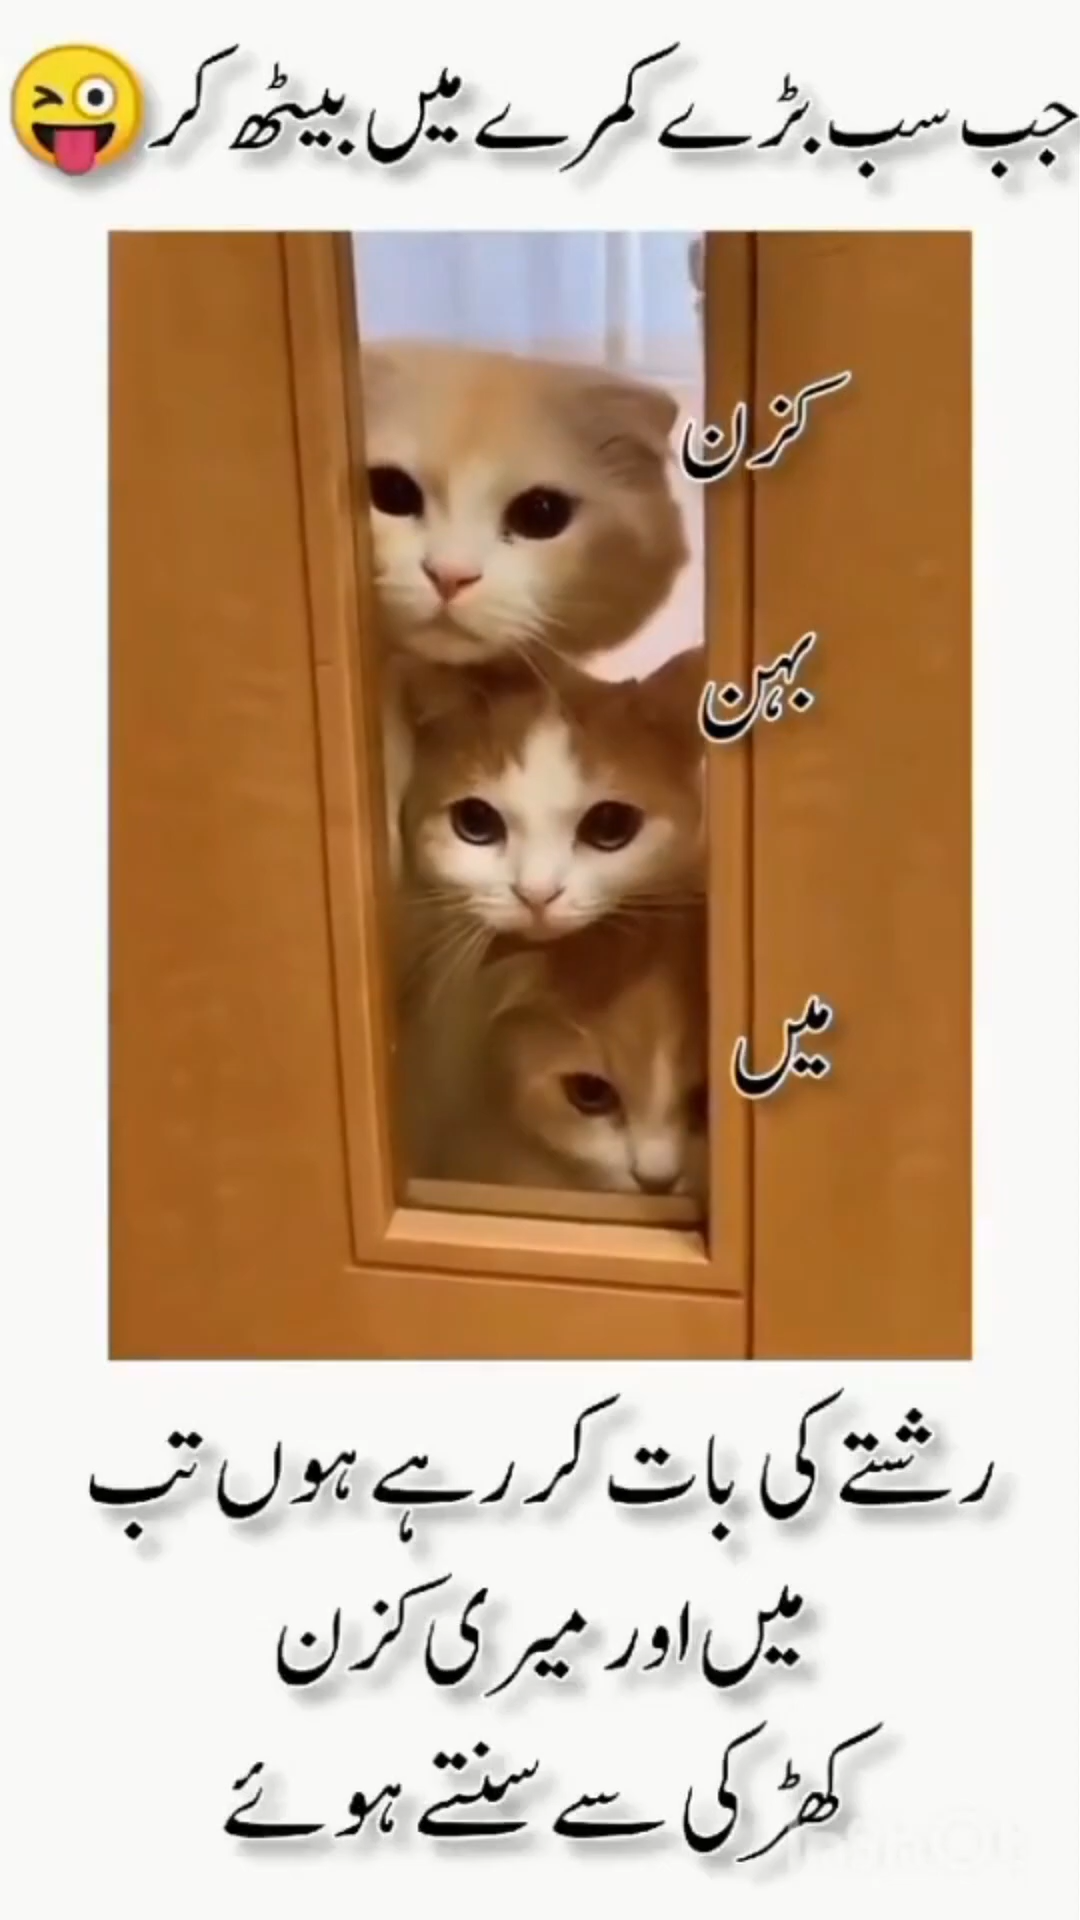 جب سب بڑے کمرے میں بیٹھ کر 😜
کزن
بہن
میں
رشتے کی بات کر رہے ہوں تب
میں اور میری کزن
کھڑکی سے سنتے ہوئے